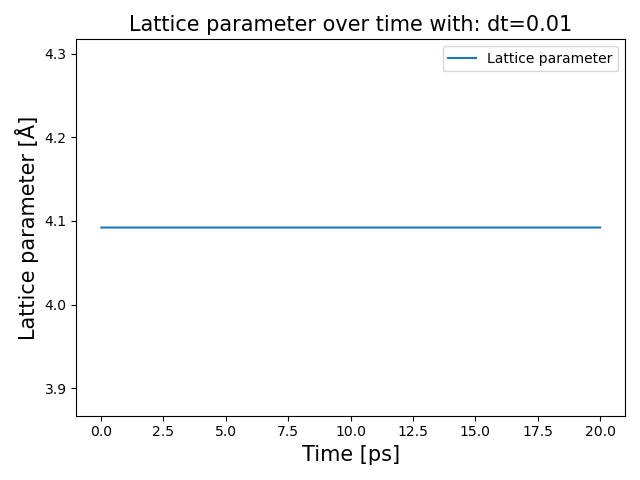 Lattice parameter over time with: dt=0.01
Lattice parameter
4.3
4.2
4.1
4.0
3.9
Lattice parameter [Å]
0.0 2.5 5.0 7.5 10.0 12.5 15.0 17.5 20.0
Time [ps]